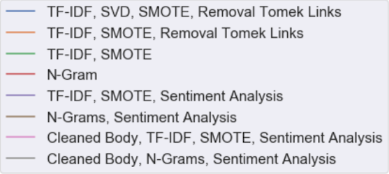 TF-IDF, SVD, SMOTE, Removal Tomek Links
TF-IDF, SMOTE, Removal Tomek Links
TF-IDF, SMOTE
N-Gram
TF-IDF, SMOTE, Sentiment Analysis
N-Grams, Sentiment Analysis
Cleaned Body, TF-IDF, SMOTE, Sentiment Analysis
Cleaned Body, N-Grams, Sentiment Analysis